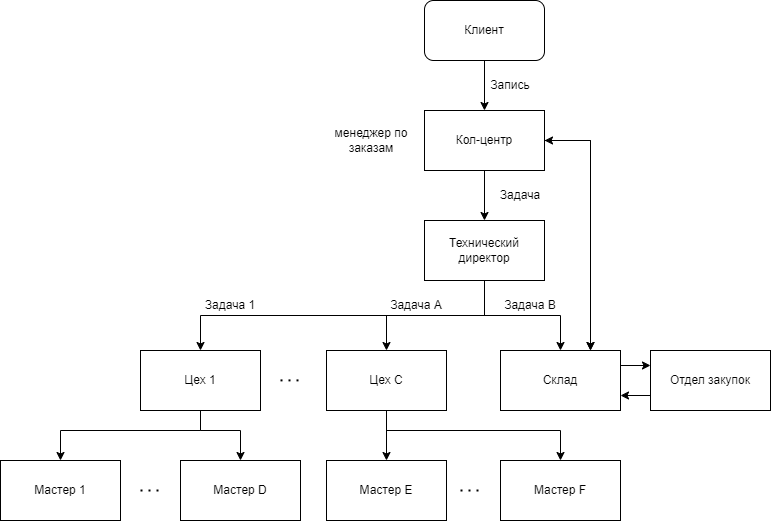 Клиент
Запись
менеджер по
заказам
Кол-центр
Задача
Технический
директор
Задача 1
Задача A
Задача B
Цех 1
. . .
Цех C
Склад
Отдел закупок
Мастер 1
. . .
Мастер D
Мастер E
. . .
Мастер F